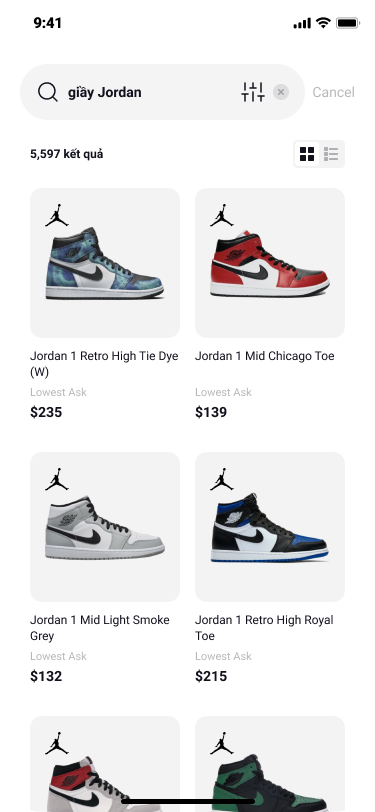 9:41
giầy Jordan
Cancel
5,597 kết quả
Jordan 1 Retro High Tie Dye
(W)
Lowest Ask
$235
Jordan 1 Mid Chicago Toe
Lowest Ask
$139
Jordan 1 Mid Light Smoke
Grey
Lowest Ask
$132
Jordan 1 Retro High Royal
Toe
Lowest Ask
$215